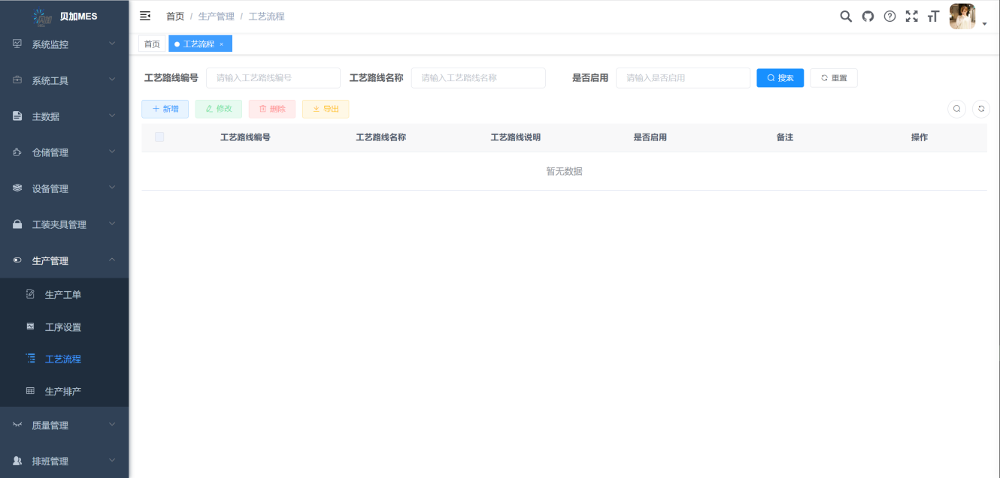 贝加MES
系统监控
系统工具
主数据
仓储管理
设备管理
工装夹具管理
生产管理
生产工单
工序设置
工艺流程
生产排产
质量管理
排班管理
首页 / 生产管理 / 工艺流程
首页
工艺流程 ×
工艺路线编号 请输入工艺路线编号 工艺路线名称 请输入工艺路线名称 是否启用 请输入是否启用 搜索 重置
新增 修改 删除 导出
工艺路线编号 工艺路线名称 工艺路线说明 是否启用 备注 操作
暂无数据